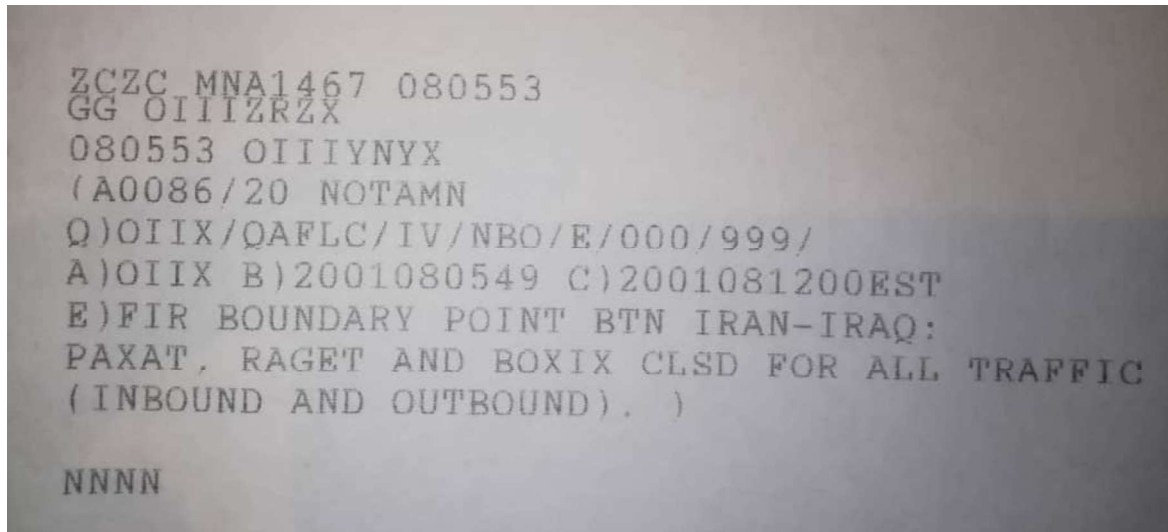 ZCZC MNA1467 080553
GG OIIIZRZX
080553 OIIIYNYX
(A0086/20 NOTAMN
Q)OIIX/QAFLC/IV/NBO/E/000/999/
A)OIIX B)2001080549 C)2001081200EST
E)FIR BOUNDARY POINT BTN IRAN-IRAQ:
PAXAT, RAGET AND BOXIX CLSD FOR ALL TRAFFIC
(INBOUND AND OUTBOUND). )
NNNN